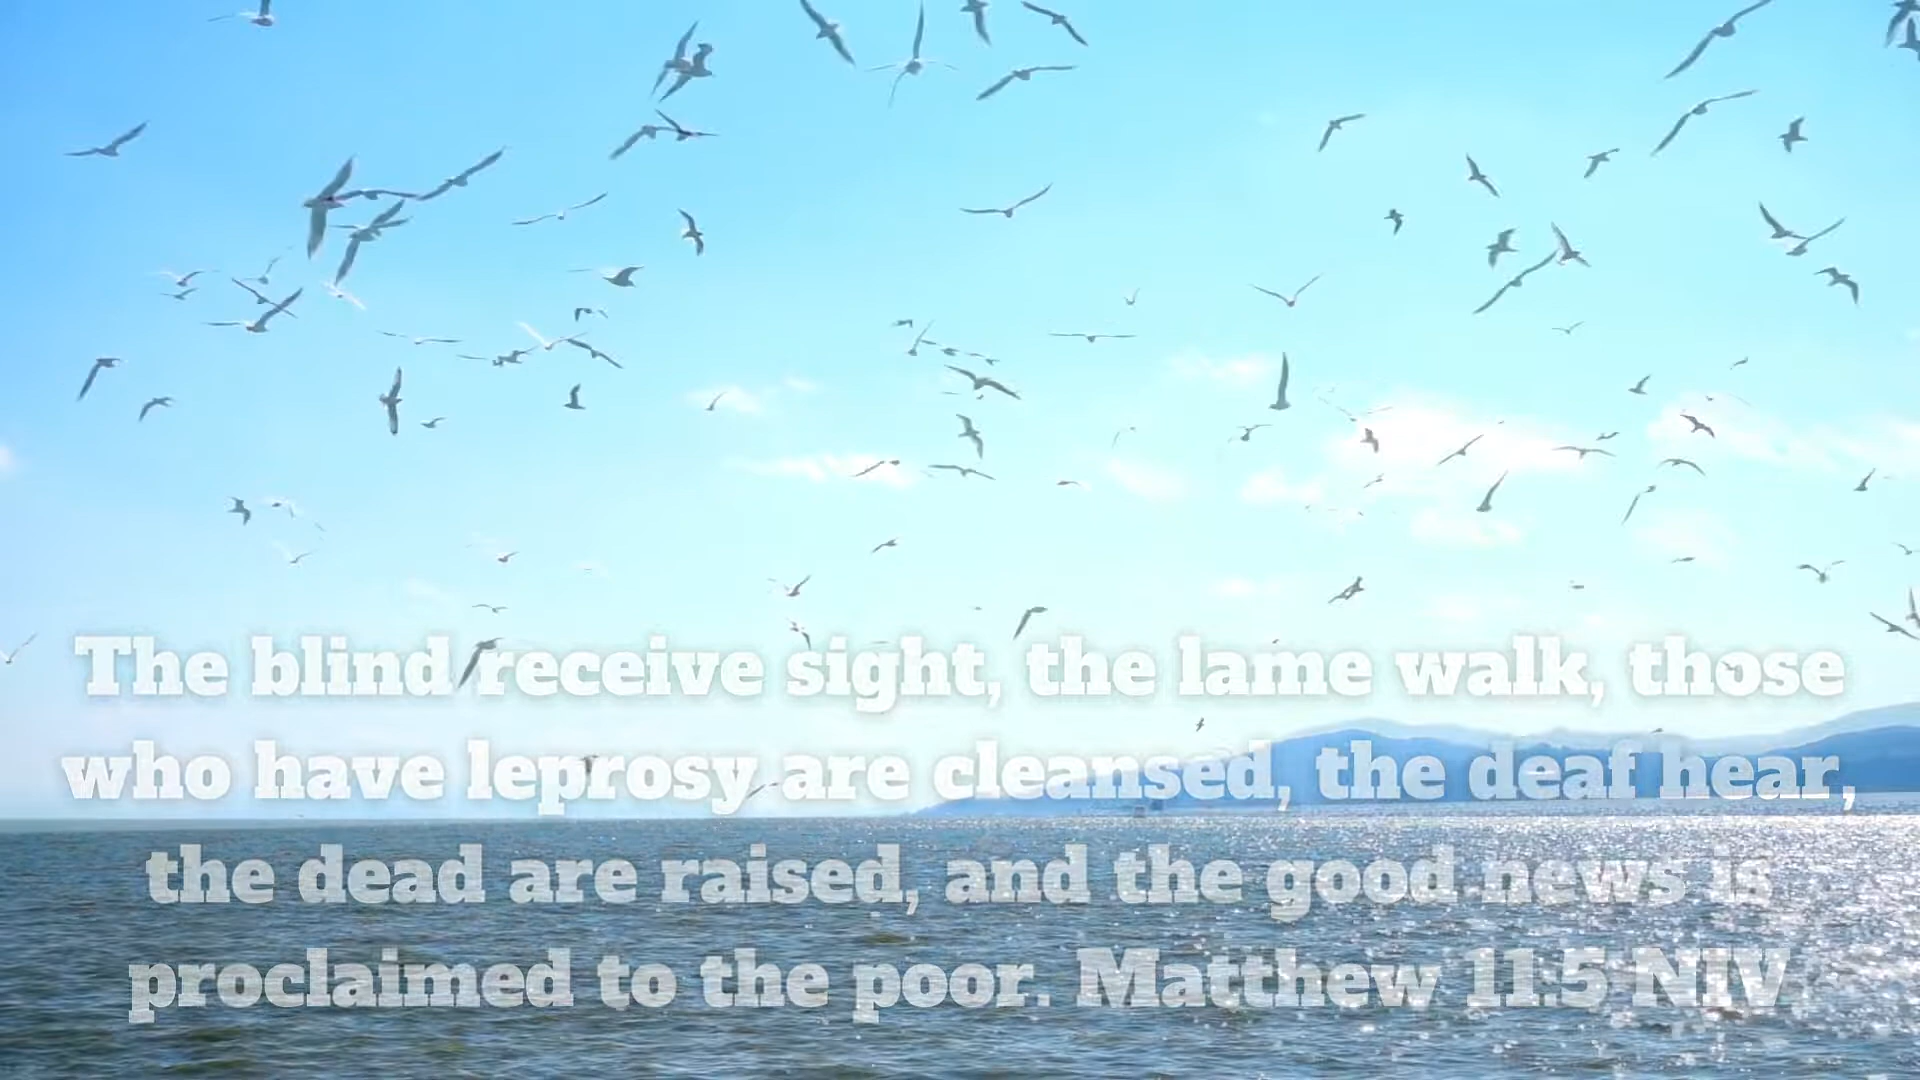 The blind receive sight, the lame walk, those
who have leprosy are cleansed, the deaf hear,
the dead are raised, and the good news is
proclaimed to the poor. Matthew 11.5 NIV